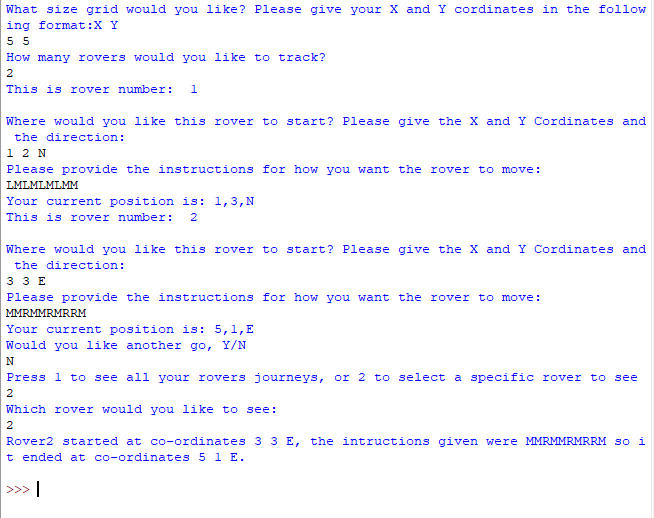 What size grid would you like? Please give your X and Y cordinates in the follow
ing format:X Y
5 5
How many rovers would you like to track?
2
This is rover number:  1
Where would you like this rover to start? Please give the X and Y Cordinates and
 the direction:
1 2 N
Please provide the instructions for how you want the rover to move:
LMLMLMLMM
Your current position is: 1,3,N
This is rover number:  2
Where would you like this rover to start? Please give the X and Y Cordinates and
 the direction:
3 3 E
Please provide the instructions for how you want the rover to move:
MMRMMRMRRM
Your current position is: 5,1,E
Would you like another go, Y/N
N
Press 1 to see all your rovers journeys, or 2 to select a specific rover to see
2
Which rover would you like to see:
2
Rover2 started at co-ordinates 3 3 E, the intructions given were MMRMMRMRRM so i
t ended at co-ordinates 5 1 E.
>>>